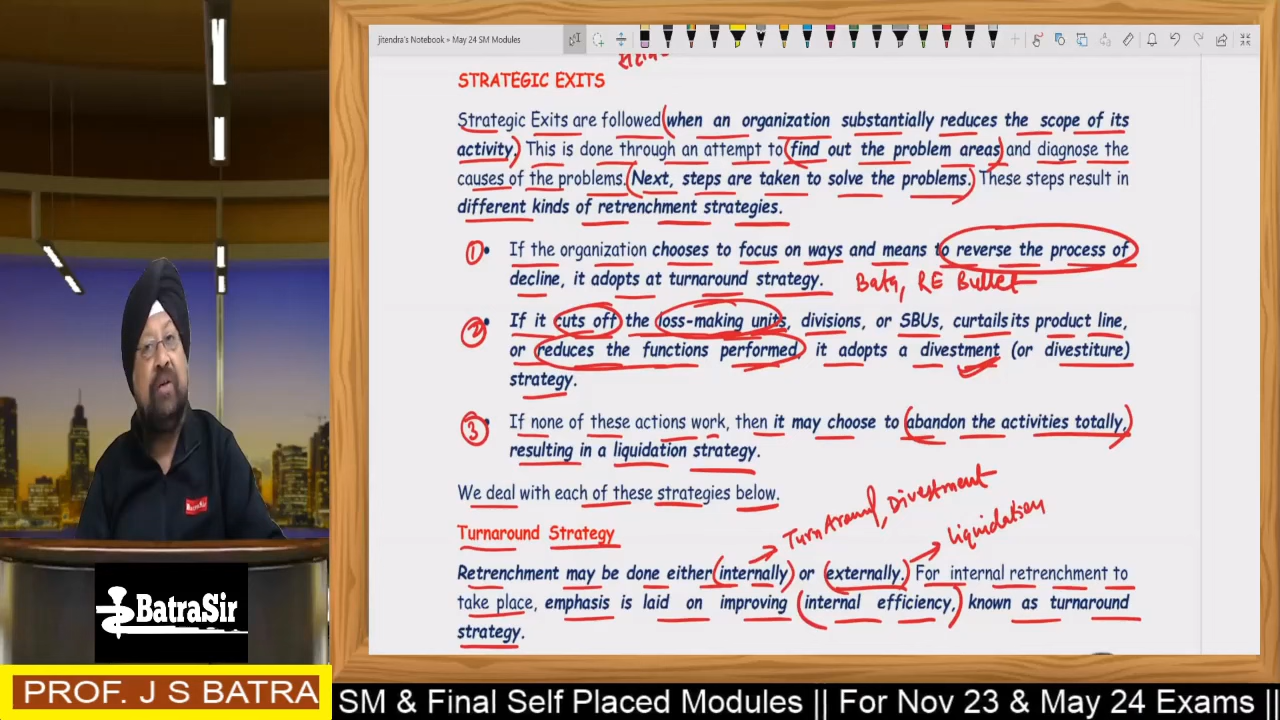 jitendra's Notebook » May 24 SM Modules
STRATEGIC EXITS
Strategic Exits are followed (when an organization substantially reduces the scope of its
activity.) This is done through an attempt to (find out the problem areas) and diagnose the
causes of the problems. (Next, steps are taken to solve the problems.) These steps result in
different kinds of retrenchment strategies.
① • If the organization chooses to focus on ways and means to reverse the process of
decline, it adopts at turnaround strategy. Bata, RE Bullet
② • If it cuts off the loss-making units, divisions, or SBUs, curtails its product line,
or reduces the functions performed, it adopts a divestment (or divestiture)
strategy.
③ • If none of these actions work, then it may choose to (abandon the activities totally,)
resulting in a liquidation strategy.
We deal with each of these strategies below.
Turnaround Strategy
TurnAround, Divestment
Liquidation
Retrenchment may be done either (internally) or (externally.) For internal retrenchment to
take place, emphasis is laid on improving (internal efficiency,) known as turnaround
strategy.
BatraSir
PROF. J S BATRA
SM & Final Self Placed Modules || For Nov 23 & May 24 Exams ||